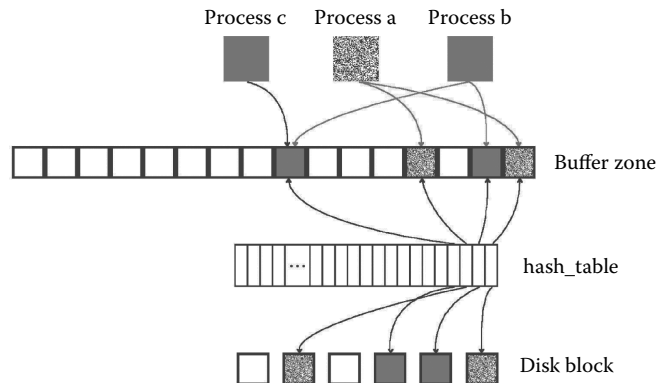 Process c Process a Process b
Buffer zone
...
hash_table
Disk block